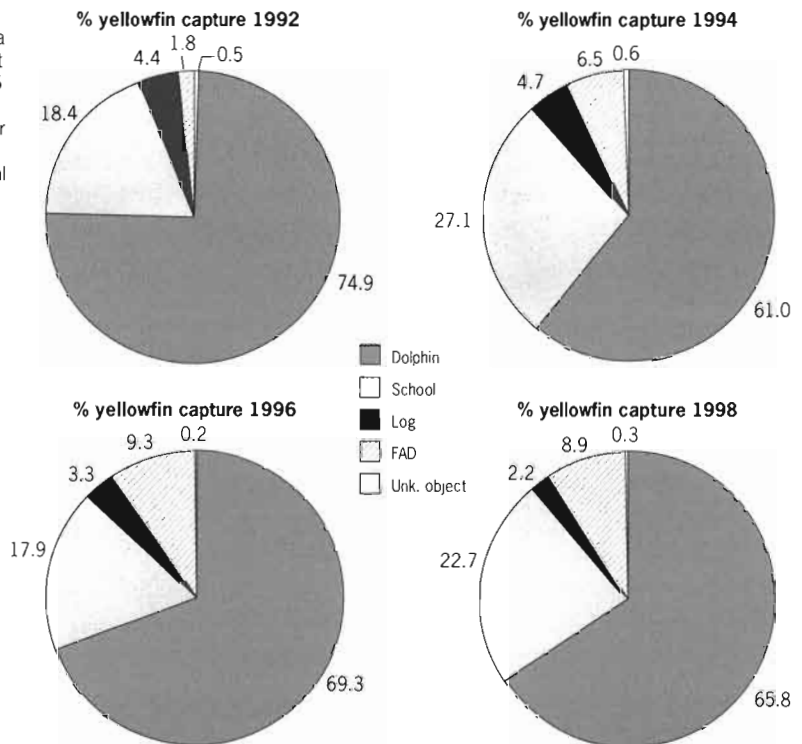 % yellowfin capture 1992
0.5
74.9
18.4
4.4
1.8
% yellowfin capture 1994
0.6
61.0
27.1
4.7
6.5
Dolphin
School
Log
FAD
Unk. object
% yellowfin capture 1996
0.2
69.3
17.9
3.3
9.3
% yellowfin capture 1998
0.3
65.8
22.7
2.2
8.9